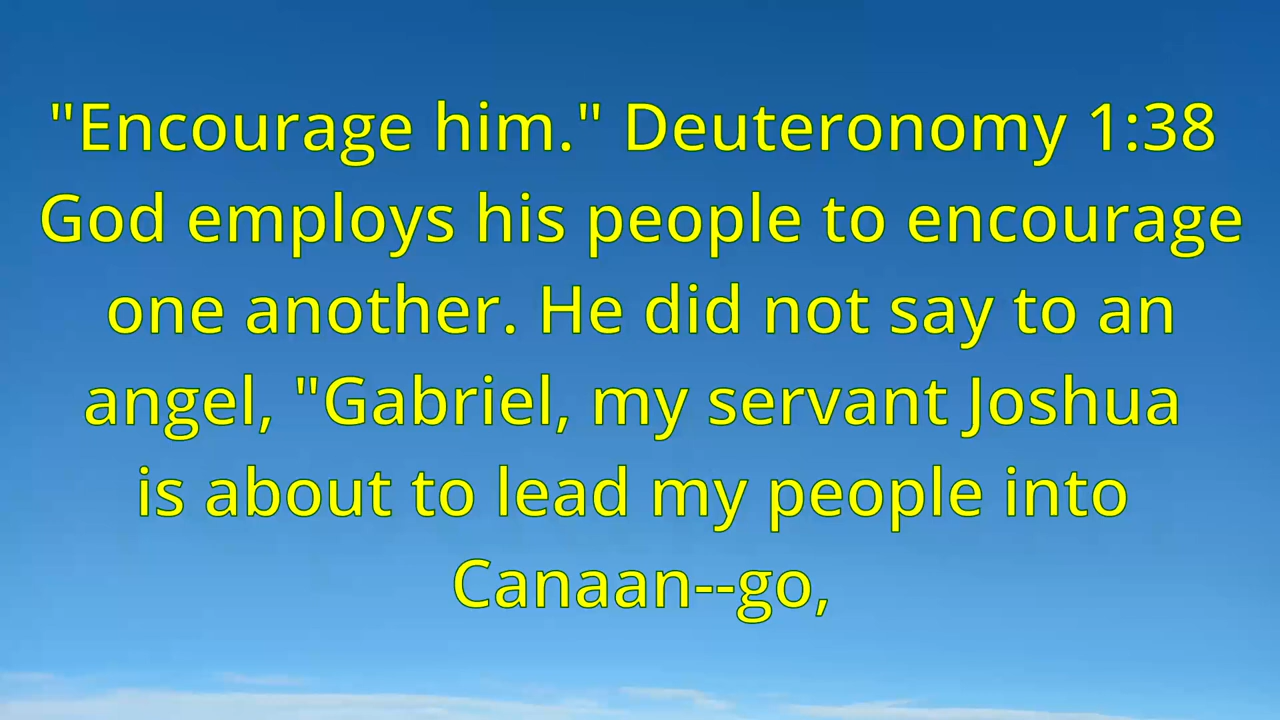 "Encourage him." Deuteronomy 1:38
God employs his people to encourage
one another. He did not say to an
angel, "Gabriel, my servant Joshua
is about to lead my people into
Canaan--go,